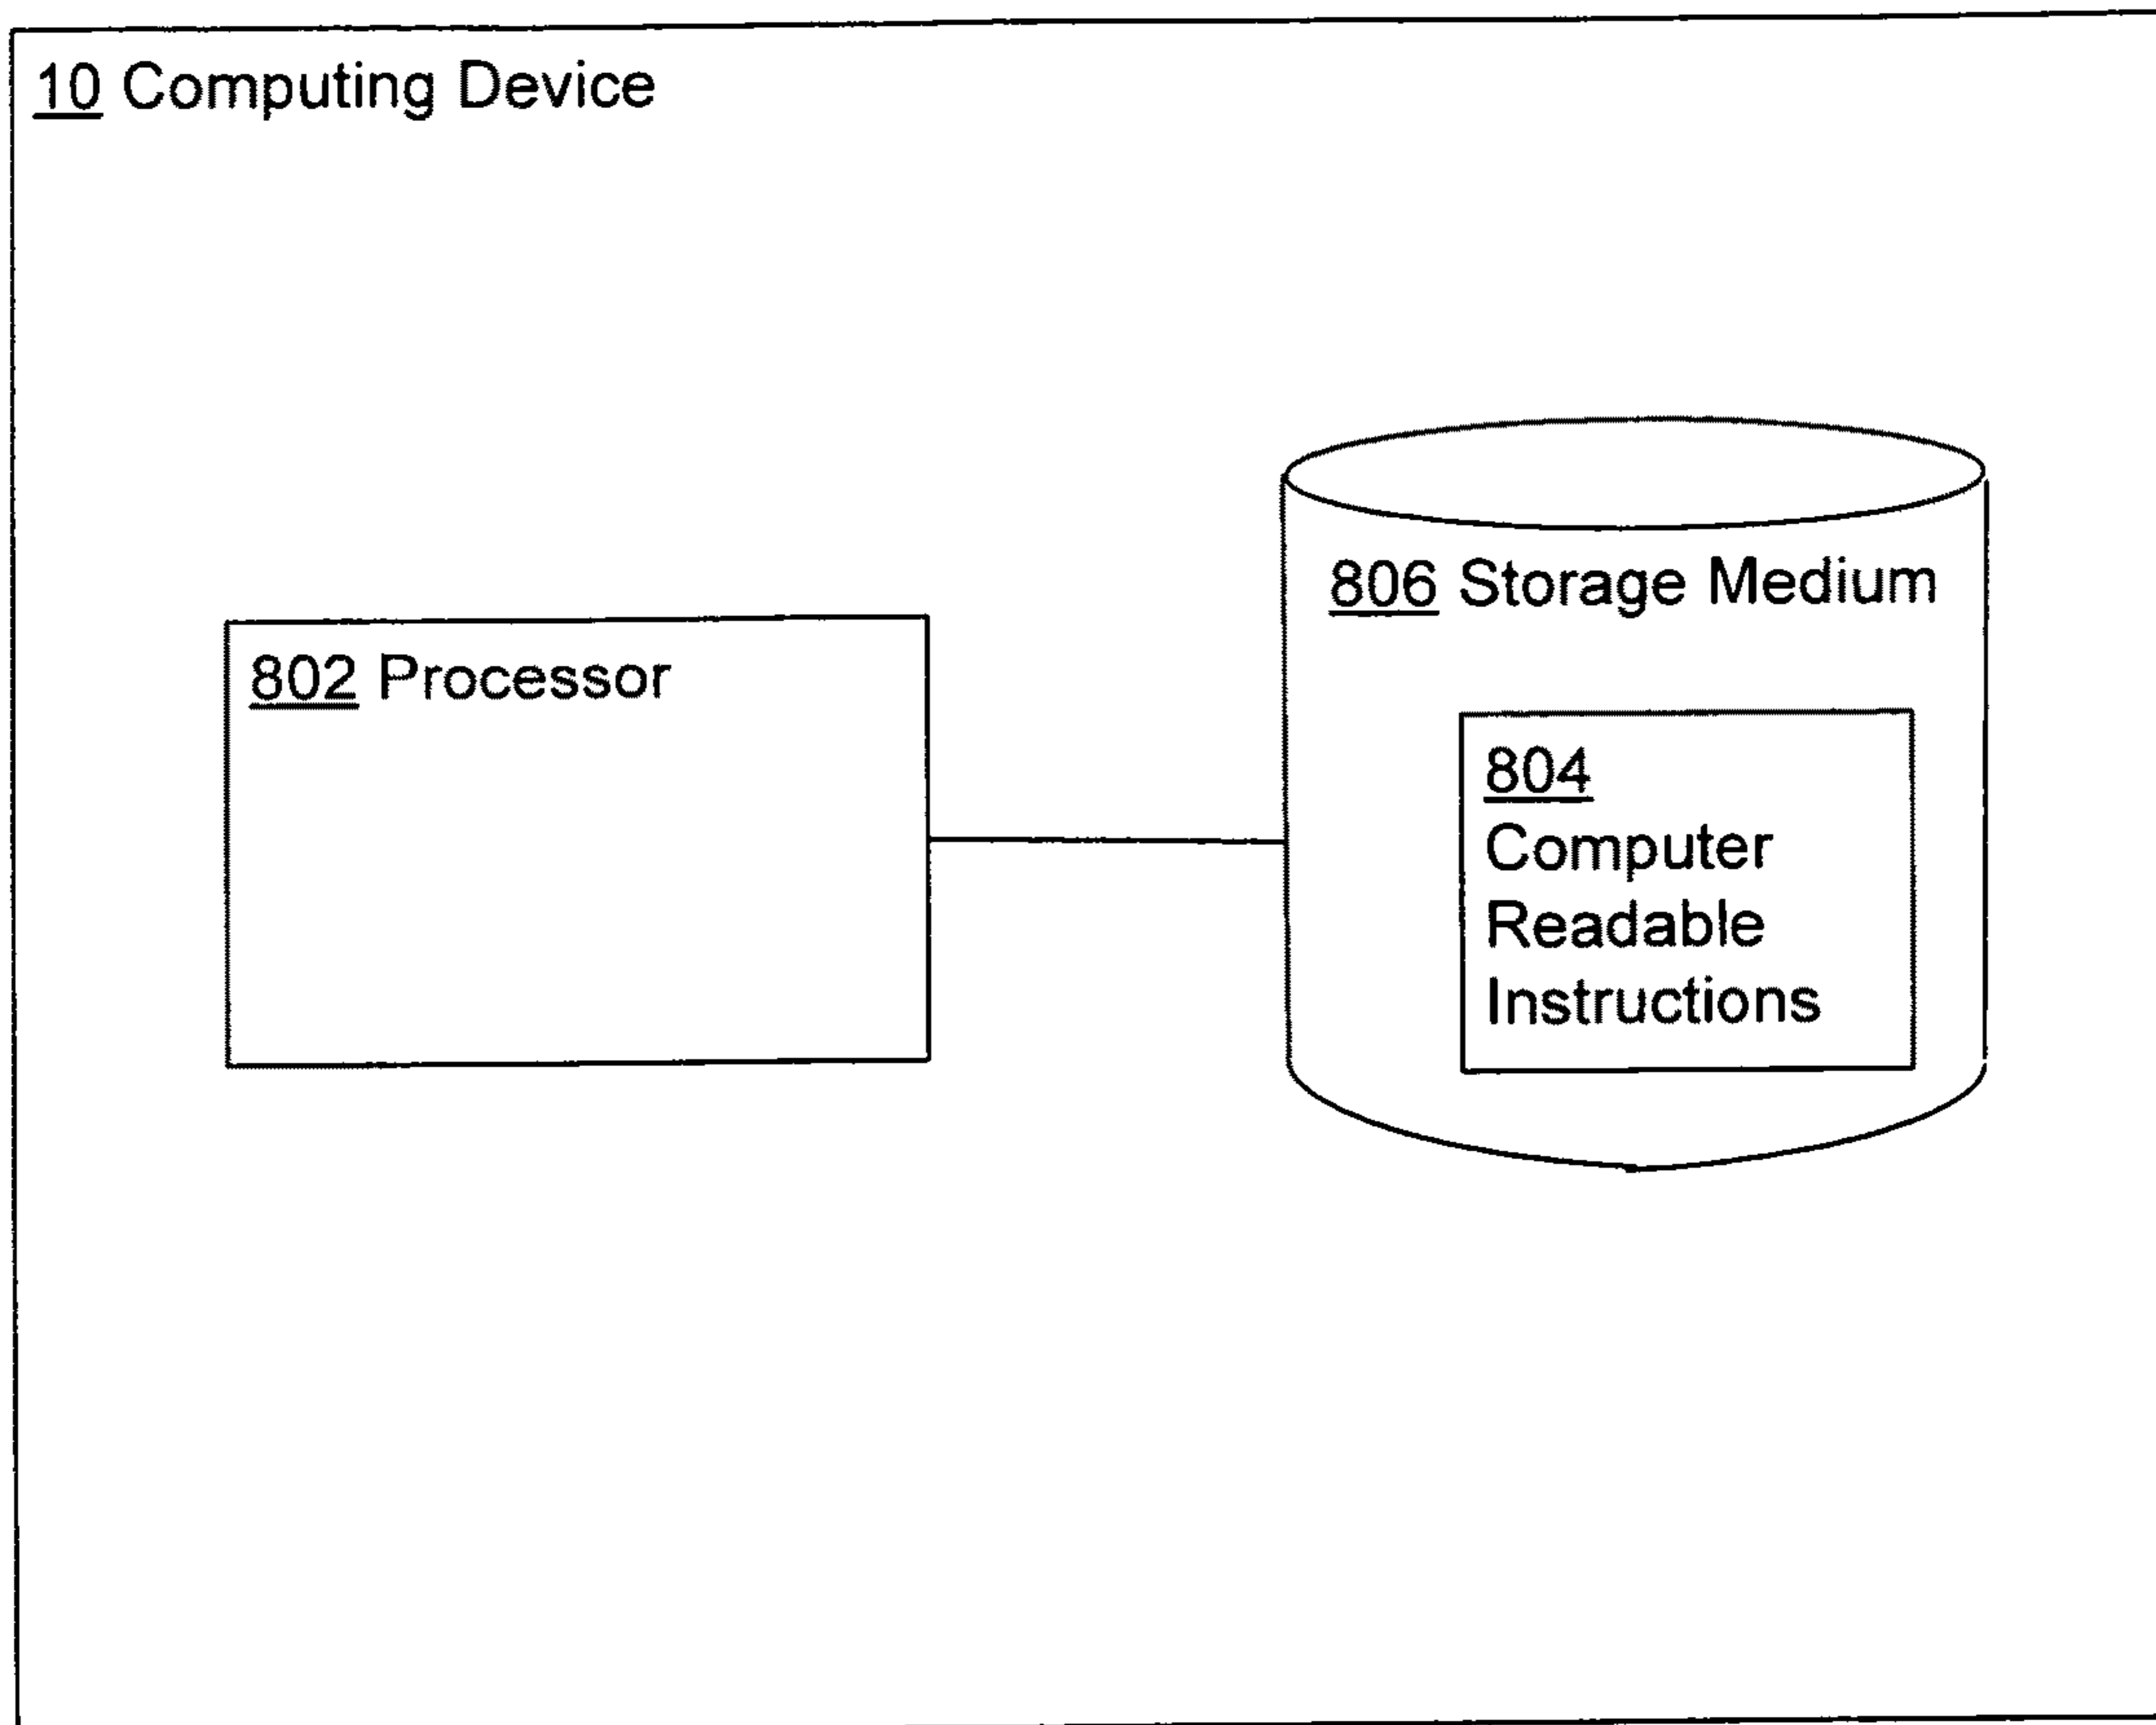 10 Computing Device
806 Storage Medium
802 Processor
804
Computer
Readable
Instructions